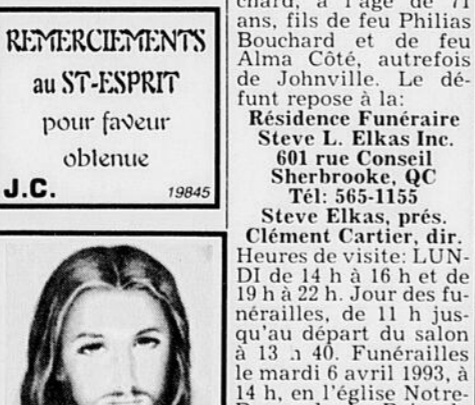 REMERCIEMENTS
au ST-ESPRIT
pour faveur
obtenue
J.C. 19845
chard, à l'âge de 71
ans, fils de feu Philias
Bouchard et de feu
Alma Côté, autrefois
de Johnville. Le dé-
funt repose à la:
Résidence Funéraire
Steve L. Elkas Inc.
601 rue Conseil
Sherbrooke, QC
Tél: 565-1155
Steve Elkas, prés.
Clément Cartier, dir.
Heures de visite: LUN-
DI de 14 h à 16 h et de
19 h à 22 h. Jour des fu-
nérailles, de 11 h jus-
qu'au départ du salon
à 13 h 40. Funérailles
le mardi 6 avril 1993, à
14 h, en l'église Notre-